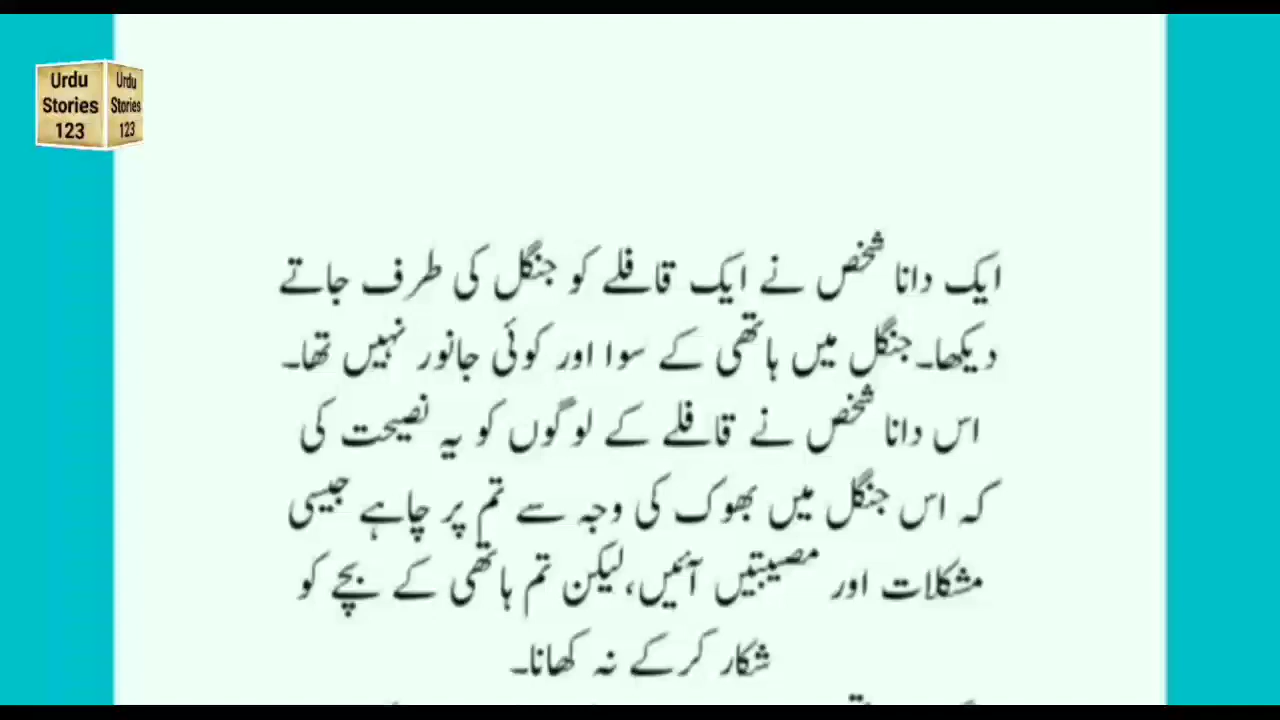 Urdu
Stories
123
Urdu
Stories
123
ایک دانا شخص نے ایک قافلے کو جنگل کی طرف جاتے
دیکھا۔جنگل میں ہاتھی کے سوا اور کوئی جانور نہیں تھا۔
اس دانا شخص نے قافلے کے لوگوں کو یہ نصیحت کی
کہ اس جنگل میں بھوک کی وجہ سے تم پر چاہے جیسی
مشکلات اور مصیبتیں آئیں،لیکن تم ہاتھی کے بچے کو
شکار کرکے نہ کھانا۔